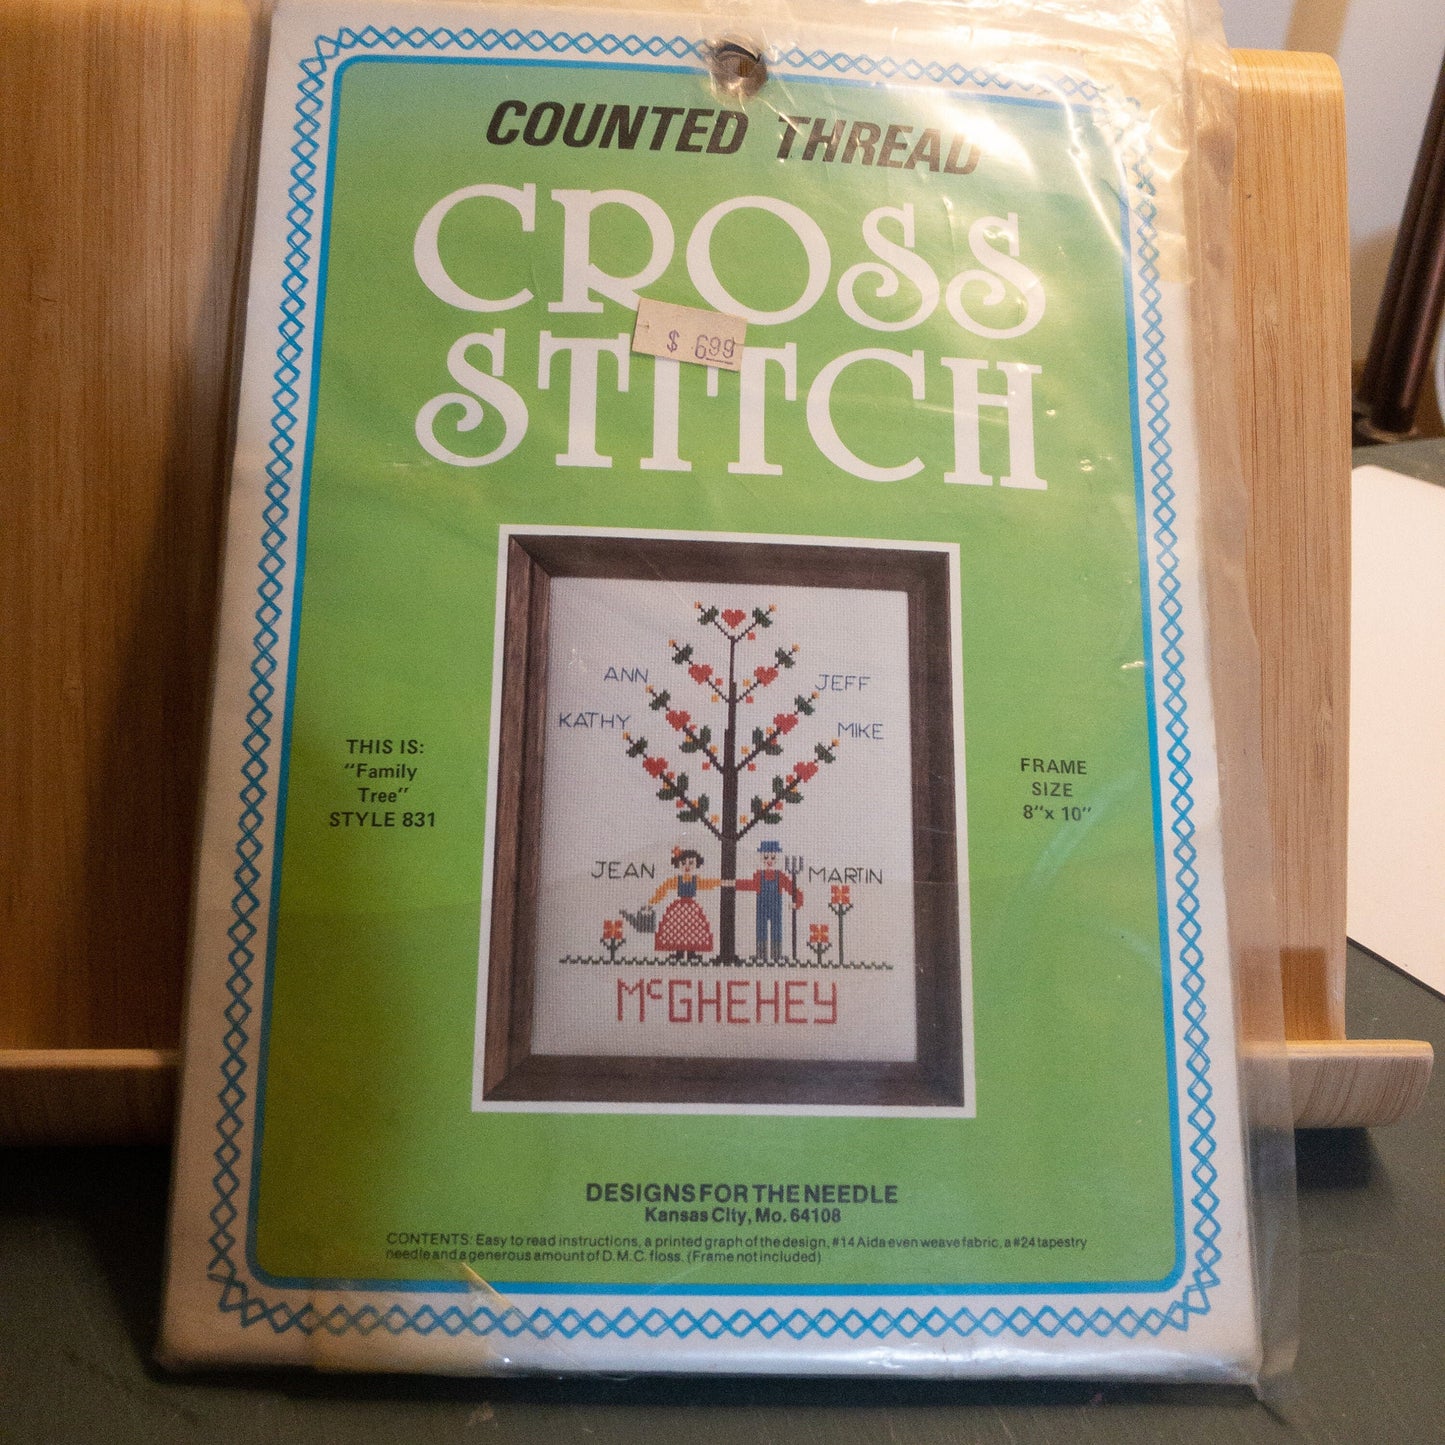 COUNTED THREAD
CROSS
$ 6.99
STITCH
ANN
JEFF
KATHY
MIKE
THIS IS:
"Family
Tree"
STYLE 831
FRAME
SIZE
8"x 10"
JEAN
MARTIN
McGHEHEY
DESIGNS FOR THE NEEDLE
Kansas City, Mo. 64108
CONTENTS: Easy to read instructions, a printed graph of the design, #14 Aida even weave fabric, a #24 tapestry
needle and a generous amount of D.M.C. floss. (Frame not included)